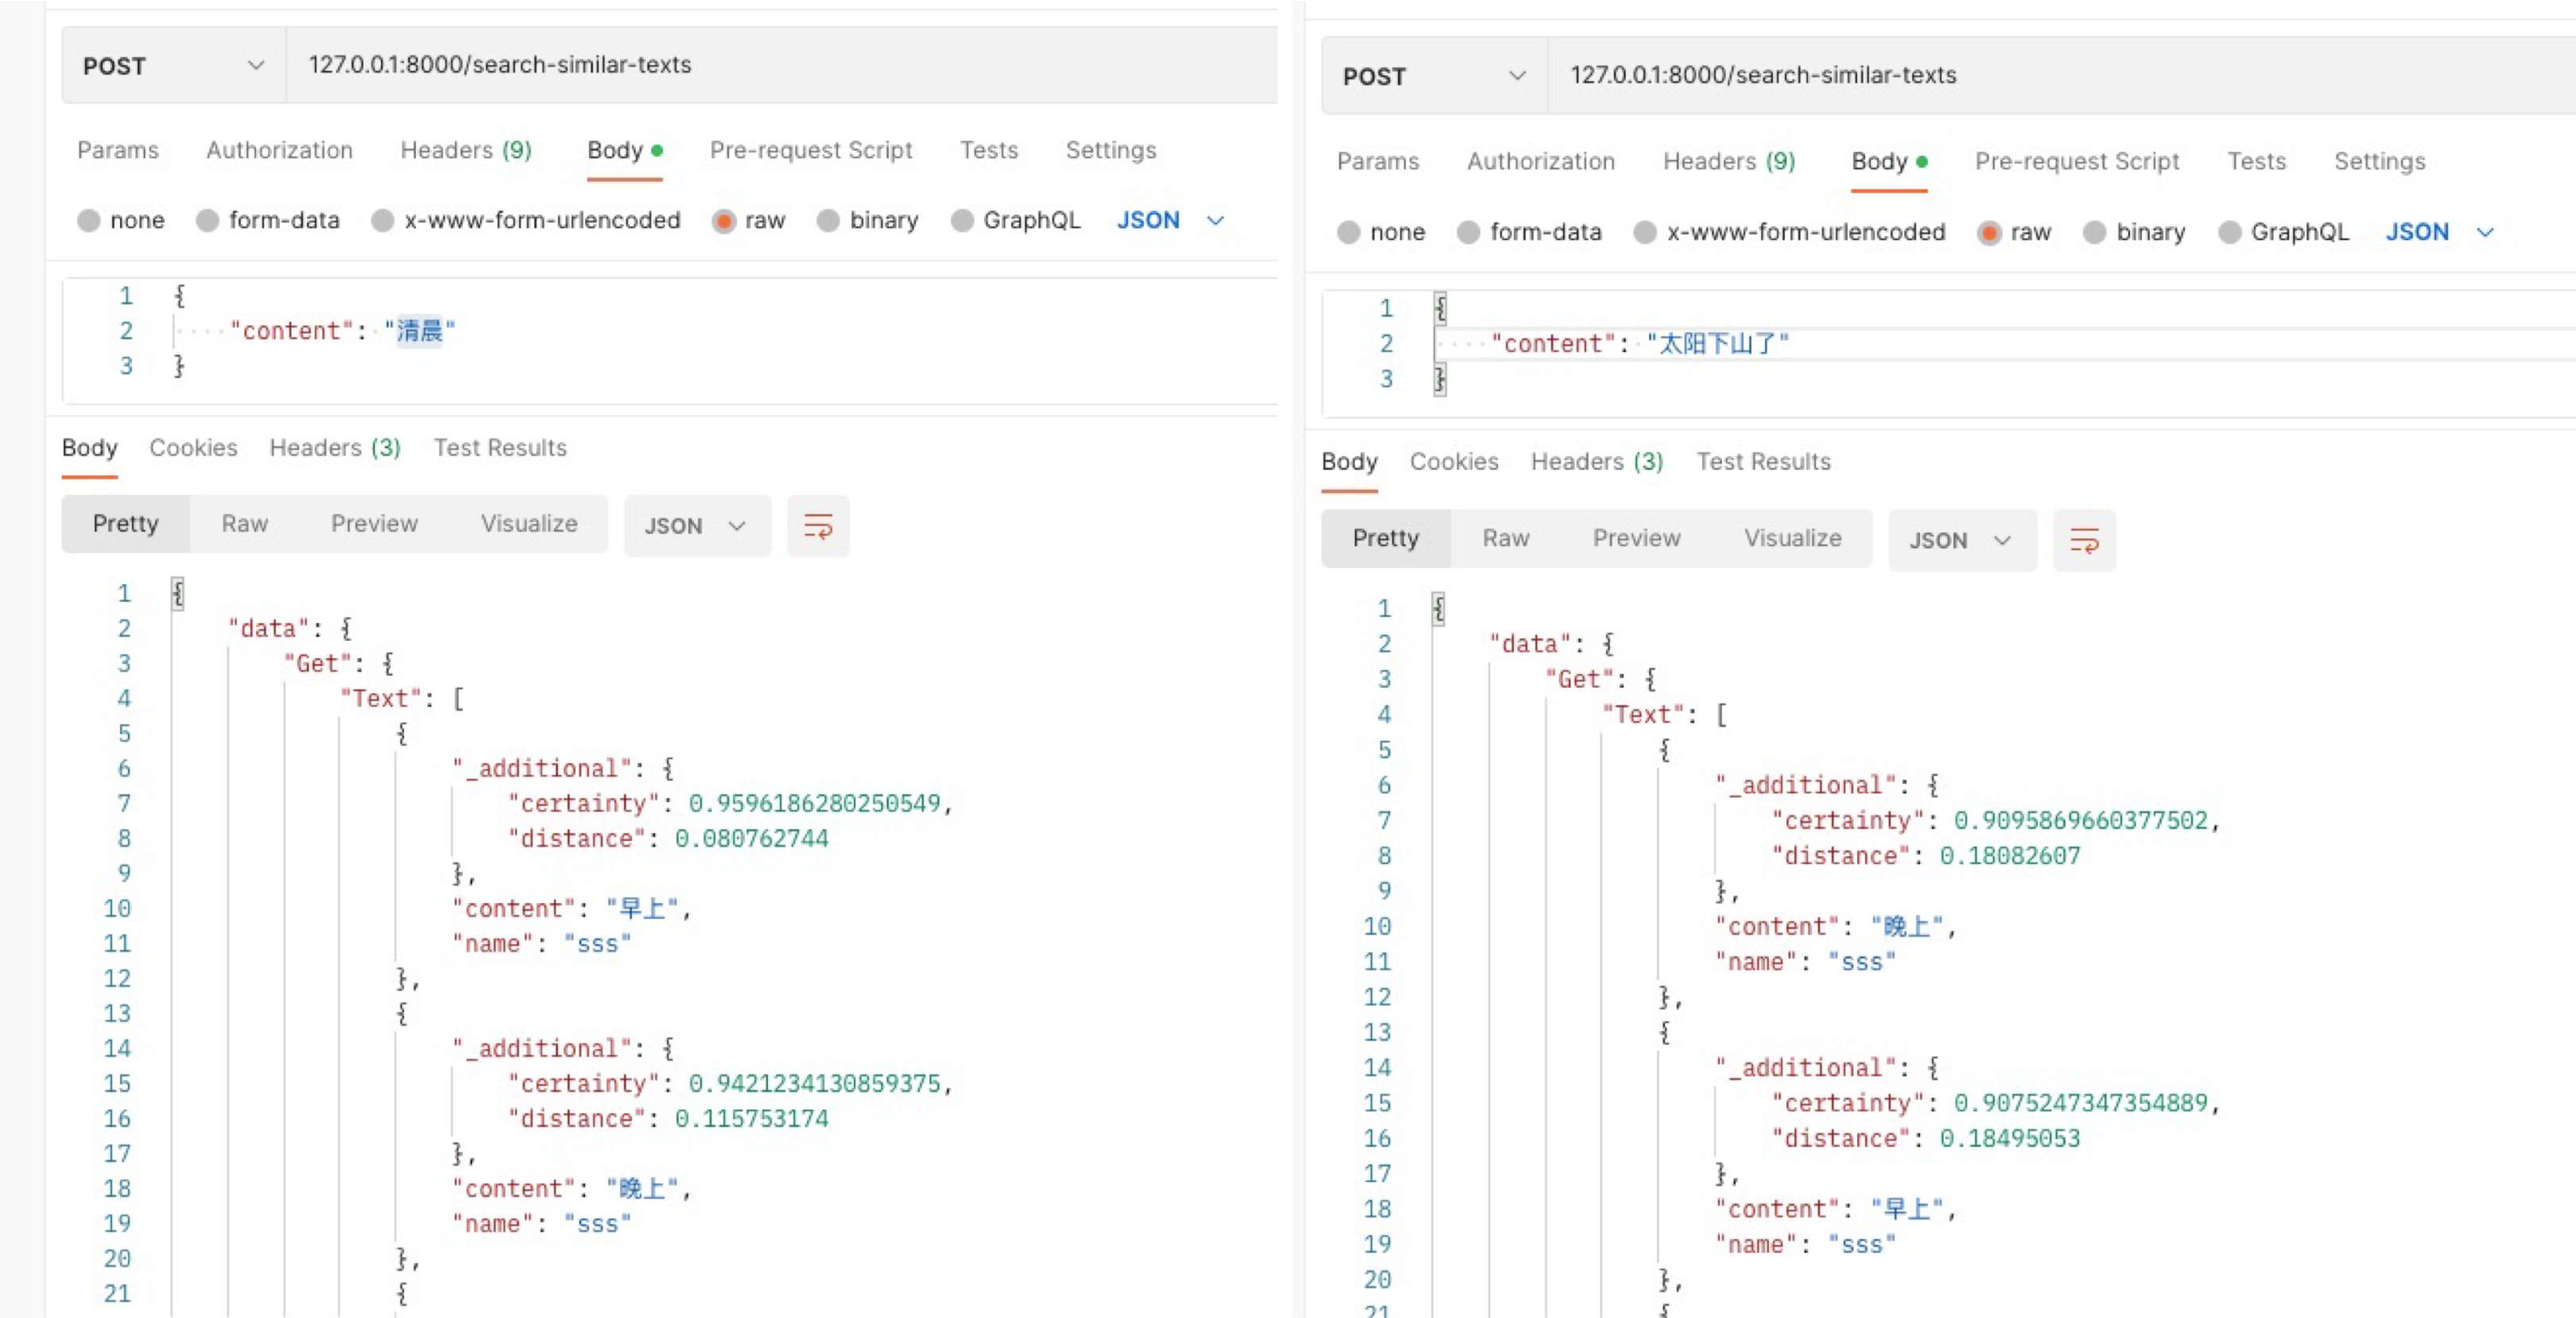 POST 127.0.0.1:8000/search-similar-texts
Params Authorization Headers (9) Body Pre-request Script Tests Settings
none form-data x-www-form-urlencoded raw binary GraphQL JSON
1 {
2 "content": "清晨"
3 }
Body Cookies Headers (3) Test Results
Pretty Raw Preview Visualize JSON
1 {
2 "data": {
3 "Get": {
4 "Text": [
5 {
6 "_additional": {
7 "certainty": 0.9596186280250549,
8 "distance": 0.080762744
9 },
10 "content": "早上",
11 "name": "sss"
12 },
13 {
14 "_additional": {
15 "certainty": 0.9421234130859375,
16 "distance": 0.115753174
17 },
18 "content": "晚上",
19 "name": "sss"
20 },
21 {
POST 127.0.0.1:8000/search-similar-texts
Params Authorization Headers (9) Body Pre-request Script Tests Settings
none form-data x-www-form-urlencoded raw binary GraphQL JSON
1 {
2 "content": "太阳下山了"
3 }
Body Cookies Headers (3) Test Results
Pretty Raw Preview Visualize JSON
1 {
2 "data": {
3 "Get": {
4 "Text": [
5 {
6 "_additional": {
7 "certainty": 0.9095869660377502,
8 "distance": 0.18082607
9 },
10 "content": "晚上",
11 "name": "sss"
12 },
13 {
14 "_additional": {
15 "certainty": 0.9075247347354889,
16 "distance": 0.18495053
17 },
18 "content": "早上",
19 "name": "sss"
20 },
21 {